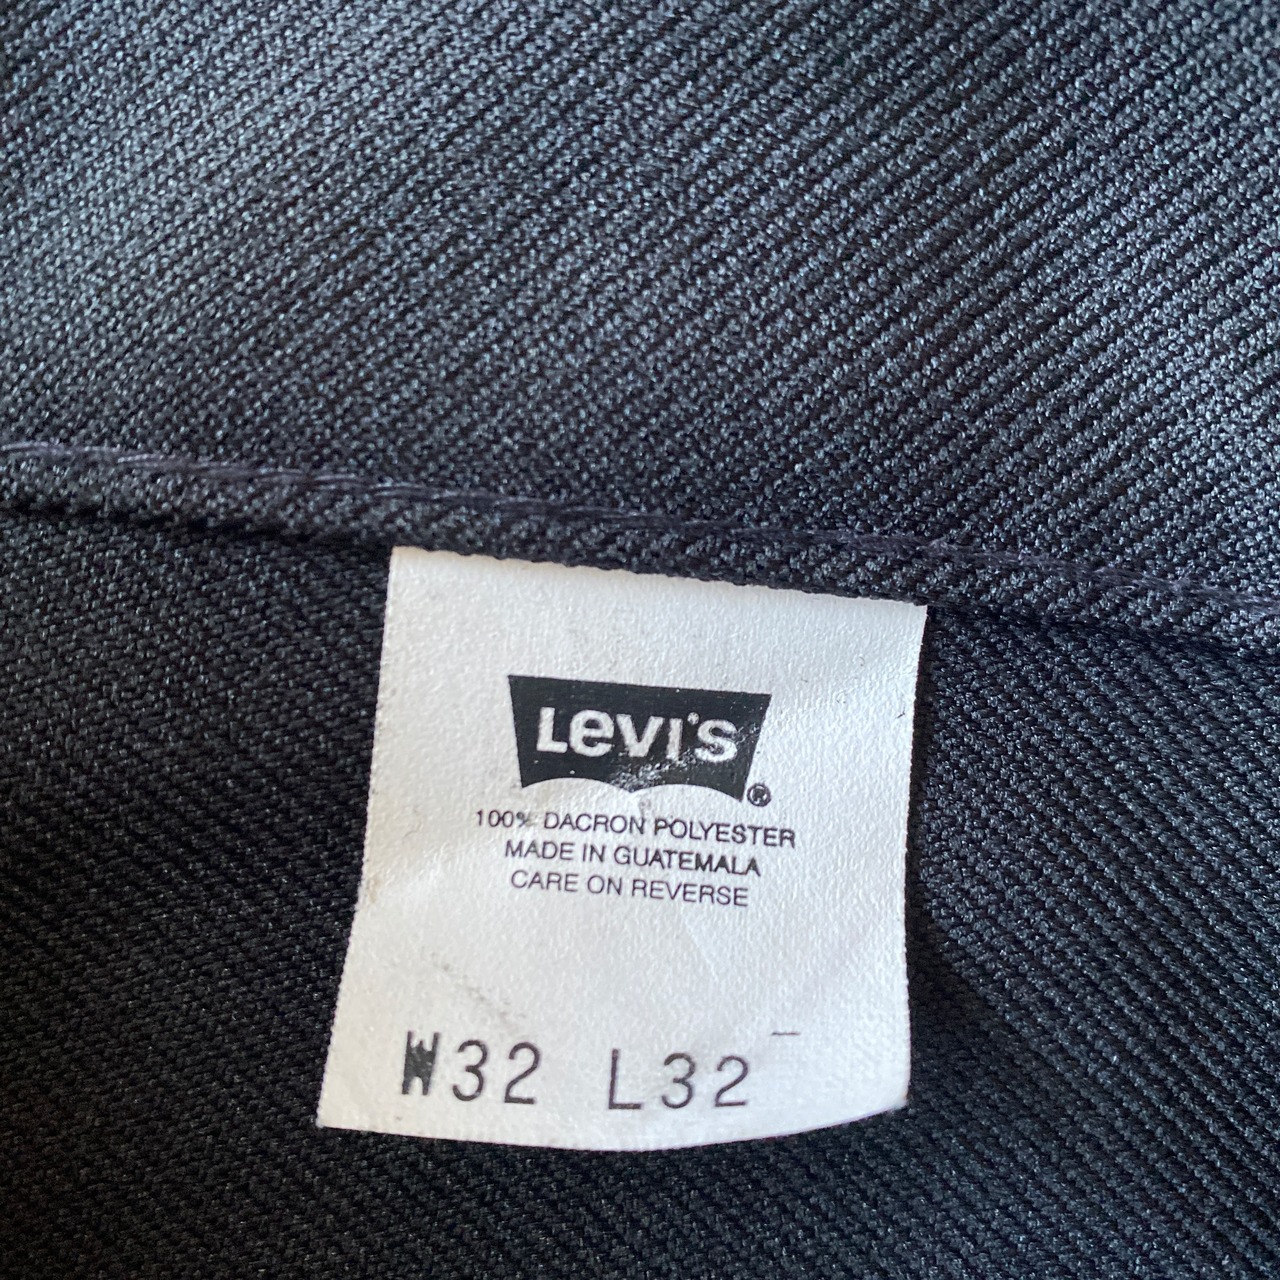 LEVI'S ®
100% DACRON POLYESTER
MADE IN GUATEMALA
CARE ON REVERSE
W32 L32